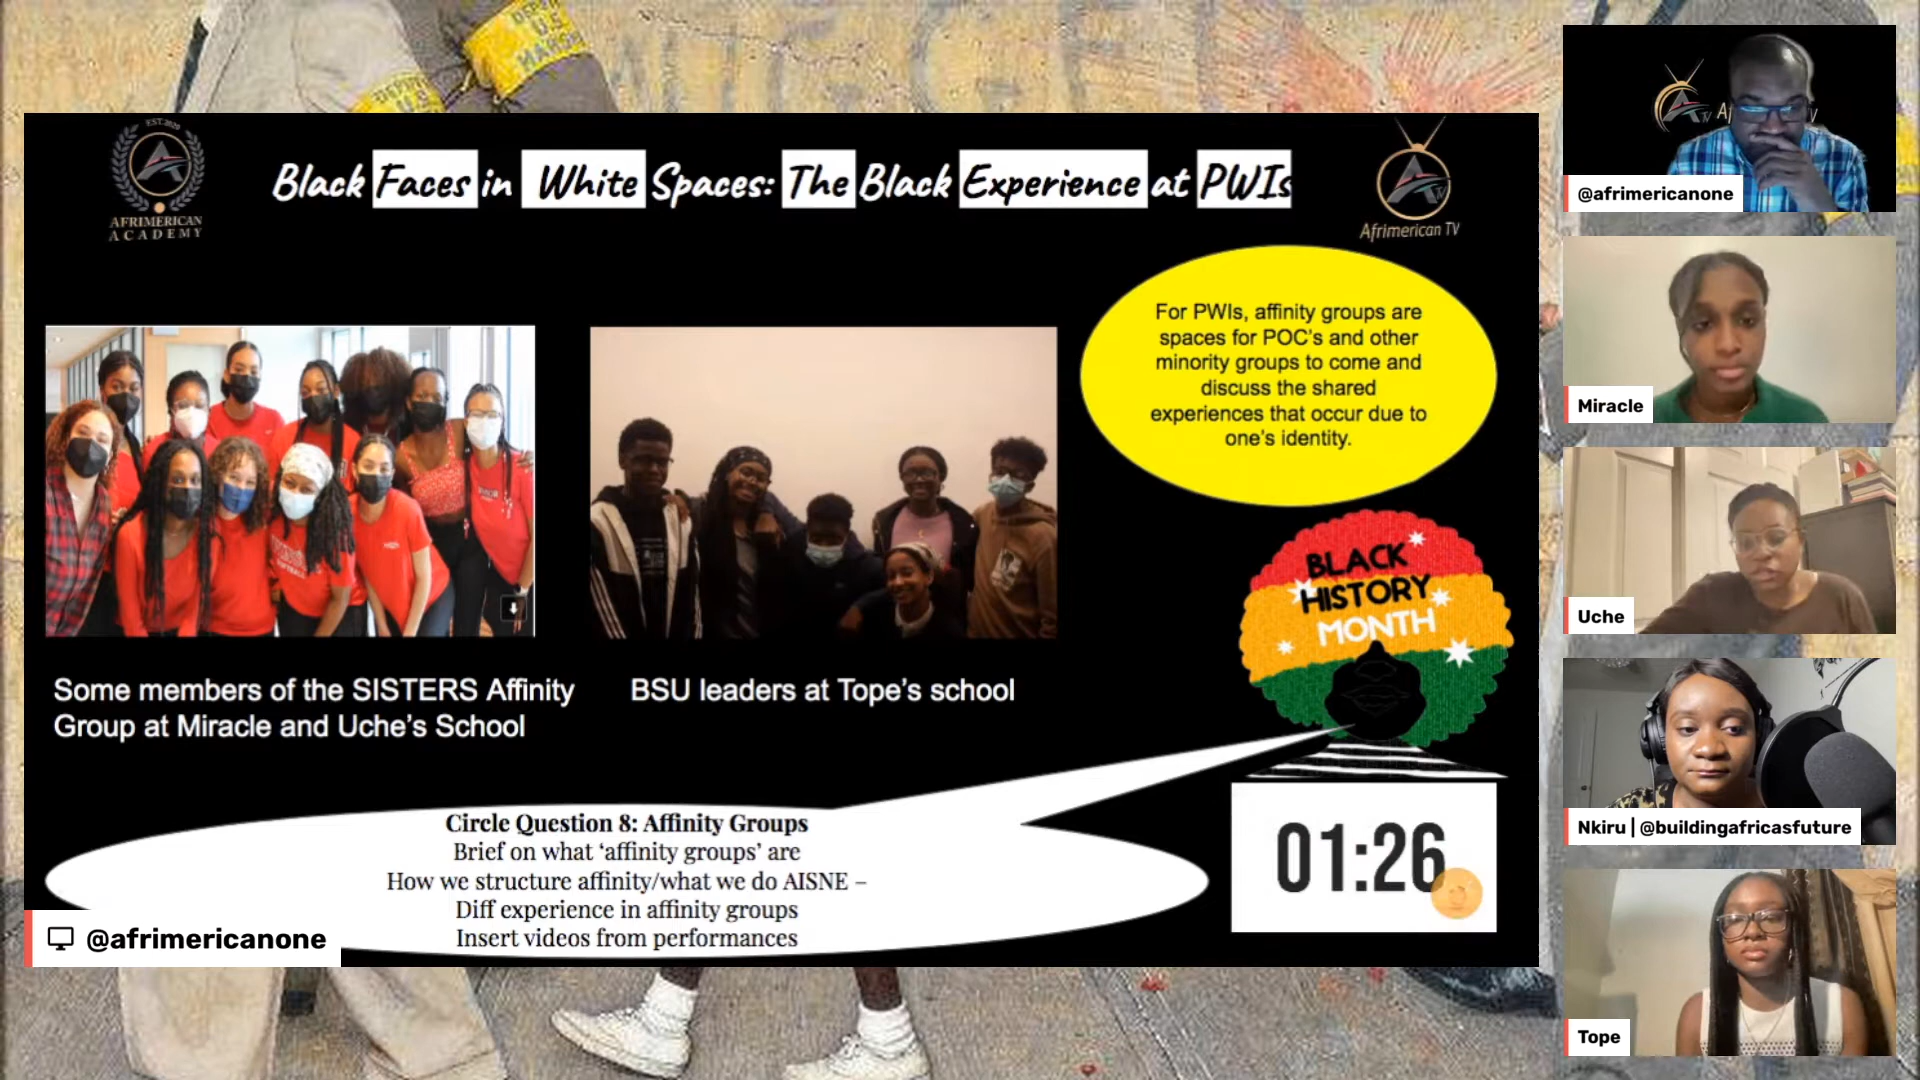 DEPUTY
U.S.
MARSHAL
DEPUTY
U.S.
EST. 2020
AFRIMERICAN
ACADEMY
Black Faces in White Spaces: The Black Experience at PWIs
TV
Afrimerican TV
For PWIs, affinity groups are
spaces for POC's and other
minority groups to come and
discuss the shared
experiences that occur due to
one's identity.
BLACK
HISTORY
MONTH
Some members of the SISTERS Affinity
Group at Miracle and Uche's School
BSU leaders at Tope's school
Circle Question 8: Affinity Groups
Brief on what ‘affinity groups’ are
How we structure affinity/what we do AISNE –
Diff experience in affinity groups
Insert videos from performances
01:26
@afrimericanone
@afrimericanone
Miracle
Uche
Nkiru | @buildingafricasfuture
Tope